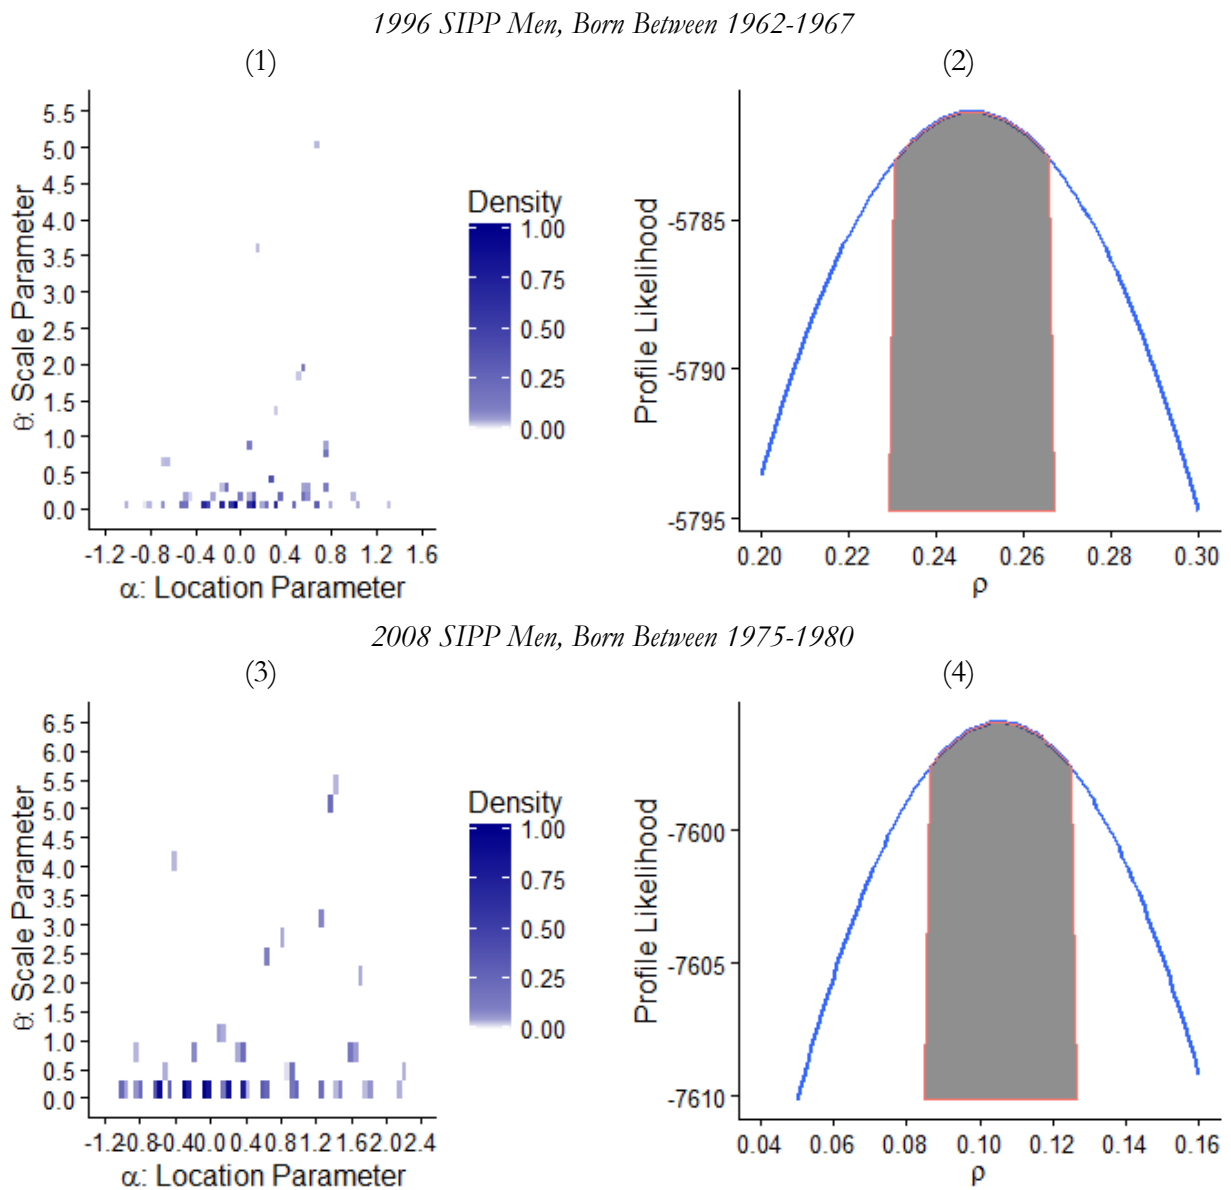 1996 SIPP Men, Born Between 1962-1967
(1)
(2)
5.5
5.0
4.5
4.0
3.5
3.0
2.5
2.0
1.5
1.0
0.5
0.0
θ: Scale Parameter
-1.2 -0.8 -0.4 0.0 0.4 0.8 1.2 1.6
α: Location Parameter
Density
1.00
0.75
0.50
0.25
0.00
Profile Likelihood
-5785
-5790
-5795
0.20 0.22 0.24 0.26 0.28 0.30
ρ
2008 SIPP Men, Born Between 1975-1980
(3)
(4)
6.5
6.0
5.5
5.0
4.5
4.0
3.5
3.0
2.5
2.0
1.5
1.0
0.5
0.0
θ: Scale Parameter
-1.2-0.8-0.40.0 0.4 0.8 1.2 1.6 2.0 2.4
α: Location Parameter
Density
1.00
0.75
0.50
0.25
0.00
Profile Likelihood
-7600
-7605
-7610
0.04 0.06 0.08 0.10 0.12 0.14 0.16
ρ